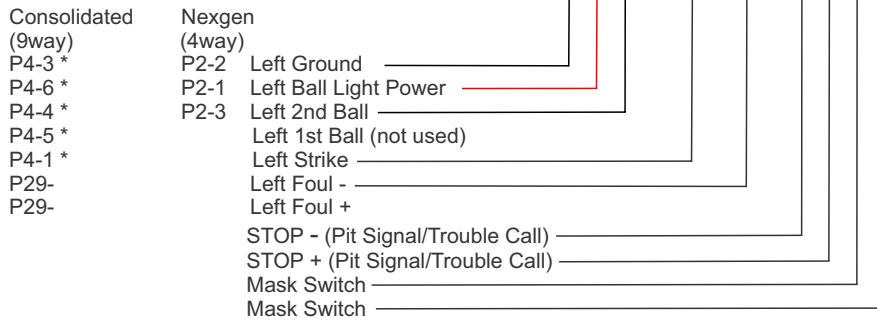 Consolidated Nexgen
(9way) (4way)
P4-3 * P2-2 Left Ground
P4-6 * P2-1 Left Ball Light Power
P4-4 * P2-3 Left 2nd Ball
P4-5 * Left 1st Ball (not used)
P4-1 * Left Strike
P29- Left Foul -
P29- Left Foul +
STOP - (Pit Signal/Trouble Call)
STOP + (Pit Signal/Trouble Call)
Mask Switch
Mask Switch